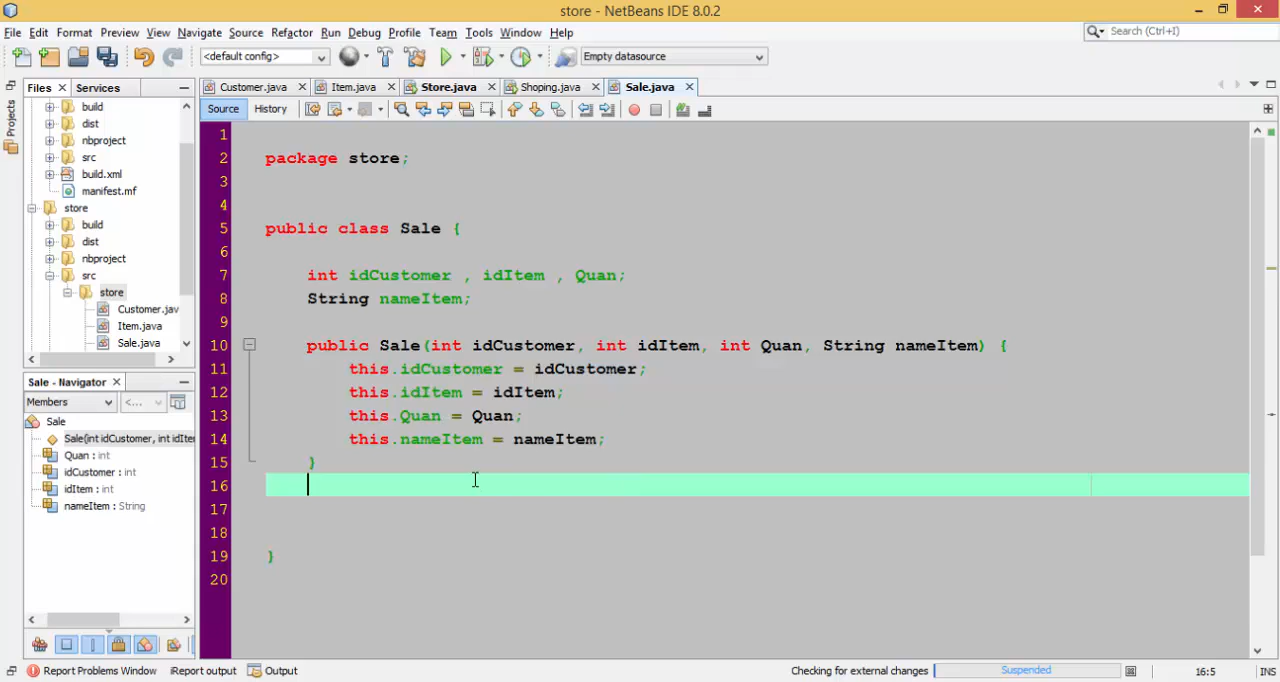 store - NetBeans IDE 8.0.2
File Edit Format Preview View Navigate Source Refactor Run Debug Profile Team Tools Window Help
Search (Ctrl+I)
<default config>
Empty datasource
Files
Services
Customer.java
Item.java
Store.java
Shoping.java
Sale.java
Source
History
Projects
build
dist
nbproject
src
build.xml
manifest.mf
store
build
dist
nbproject
src
store
Customer.jav
Item.java
Sale.java
Sale - Navigator
Members
<...
Sale
Sale(int idCustomer, int idIter
Quan : int
idCustomer : int
idItem : int
nameItem : String
1
2 package store;
3
4
5 public class Sale {
6
7 int idCustomer , idItem , Quan;
8 String nameItem;
9
10 public Sale(int idCustomer, int idItem, int Quan, String nameItem) {
11 this.idCustomer = idCustomer;
12 this.idItem = idItem;
13 this.Quan = Quan;
14 this.nameItem = nameItem;
15 }
16
17
18
19 }
20
Report Problems Window
iReport output
Output
Checking for external changes
Suspended
16:5
INS